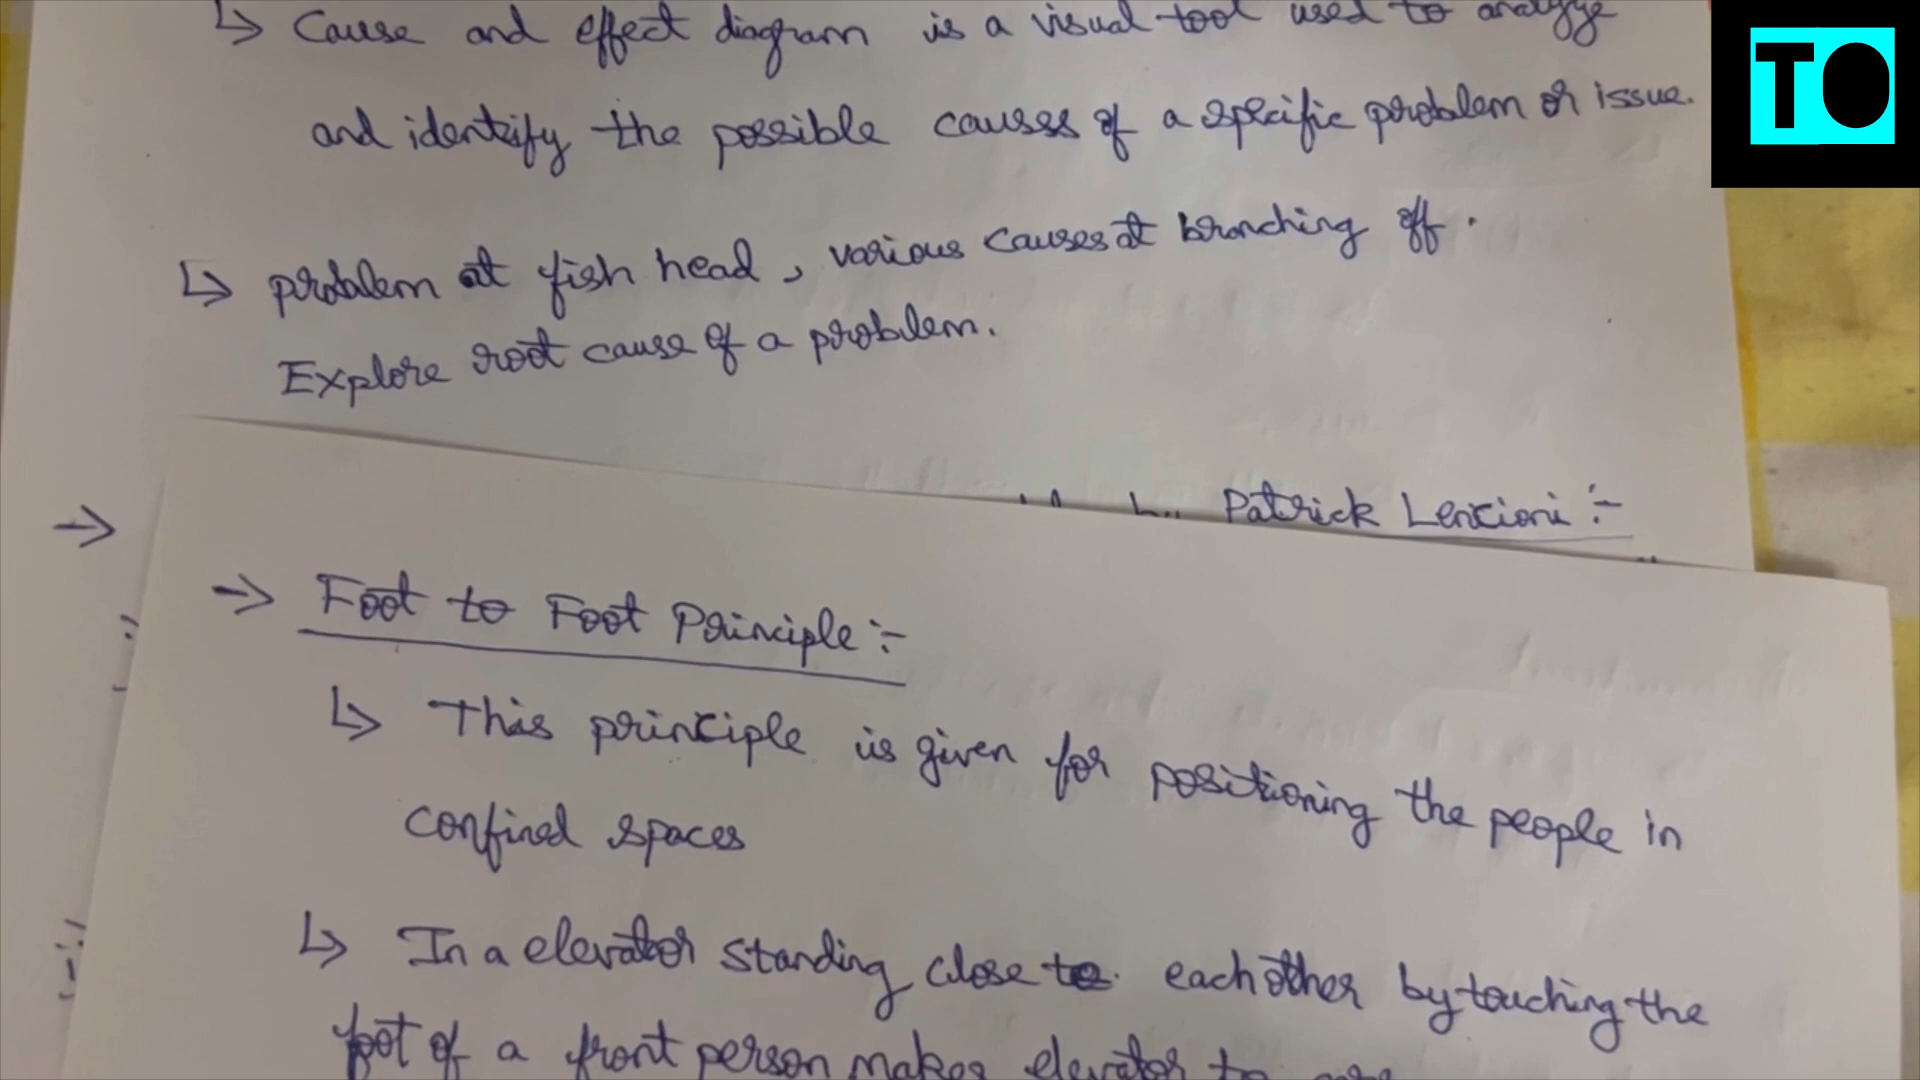 ↳ Cause and effect diagram is a visual tool used to analyze
and identify the possible causes of a specific problem or issue.
↳ problem at fish head, various causes at branching off.
Explore root cause of a problem.
→ Patrick Lencioni :-
→ Foot to Foot Principle :-
↳ This principle is given for positioning the people in
confined spaces
↳ In a elevator standing close to each other by touching the
foot of a front person makes elevator to
TO